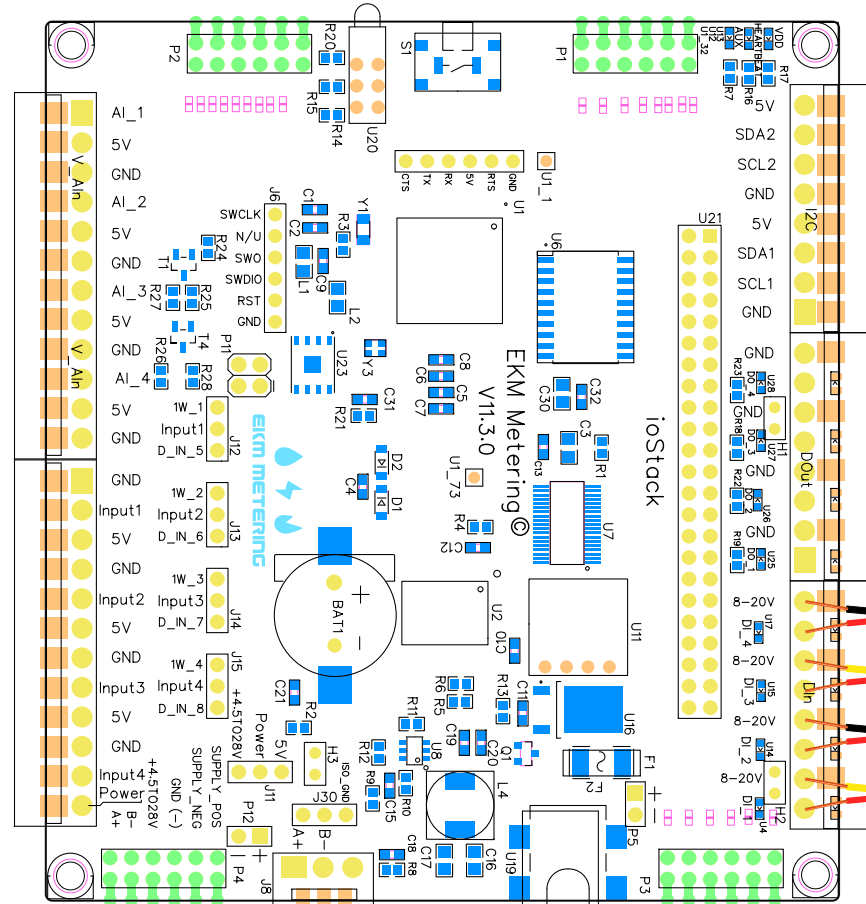 R20
P2
S1
P1
U1_32
U13
U12
AUX
HEARTBEAT
VDD
R17
R16
R7
R15
R14
U20
5V
SDA2
SCL2
GND
5V
SDA1
SCL1
GND
I2C
AI_1
5V
GND
AI_2
5V
GND
AI_3
5V
GND
AI_4
5V
GND
V_AIn
V_AIn
CTS
TX
RX
5V
RTS
GND
U1_1
U1
J6
SWCLK
N/U
SWO
SWDIO
RST
GND
C1
C2
R3
Y1
L1
C9
L2
U6
U21
R24
T1
R27
R25
T4
R26
R28
P11
U23
Y3
C31
R21
C8
C6
C5
C7
EKM Metering©
V11.3.0
ioStack
C30
C32
C3
C13
R1
U7
EKM METERING
1W_1
Input1
D_IN_5
J12
1W_2
Input2
D_IN_6
J13
1W_3
Input3
D_IN_7
J14
1W_4
Input4
D_IN_8
J15
D2
D1
C4
U1_73
R4
C12
GND
R23
DO_4
U28
GND
H1
R18
DO_3
U27
GND
R22
DO_2
U26
GND
R19
DO_1
U25
DOut
GND
Input1
5V
GND
Input2
5V
GND
Input3
5V
GND
Input4
Power
BAT1
+
−
U2
C10
U11
8-20V
U17
DI_4
8-20V
U15
DI_3
8-20V
U14
DI_2
8-20V
DI_1
U4
H2
DIn
C21
R2
R6
R5
R13
C11
U16
R11
R12
U8
C19
C20
Q1
F1
F2
+4.5TO28V
Power
5V
J11
H3
ISO_GND
R9
C15
R10
L4
+4.5TO28V
B-
A+
SUPPLY_POS
SUPPLY_NEG
GND (-)
P12
P4
+
−
J30
A+
B-
J8
C18
R8
C17
C16
U19
P5
+
−
P3